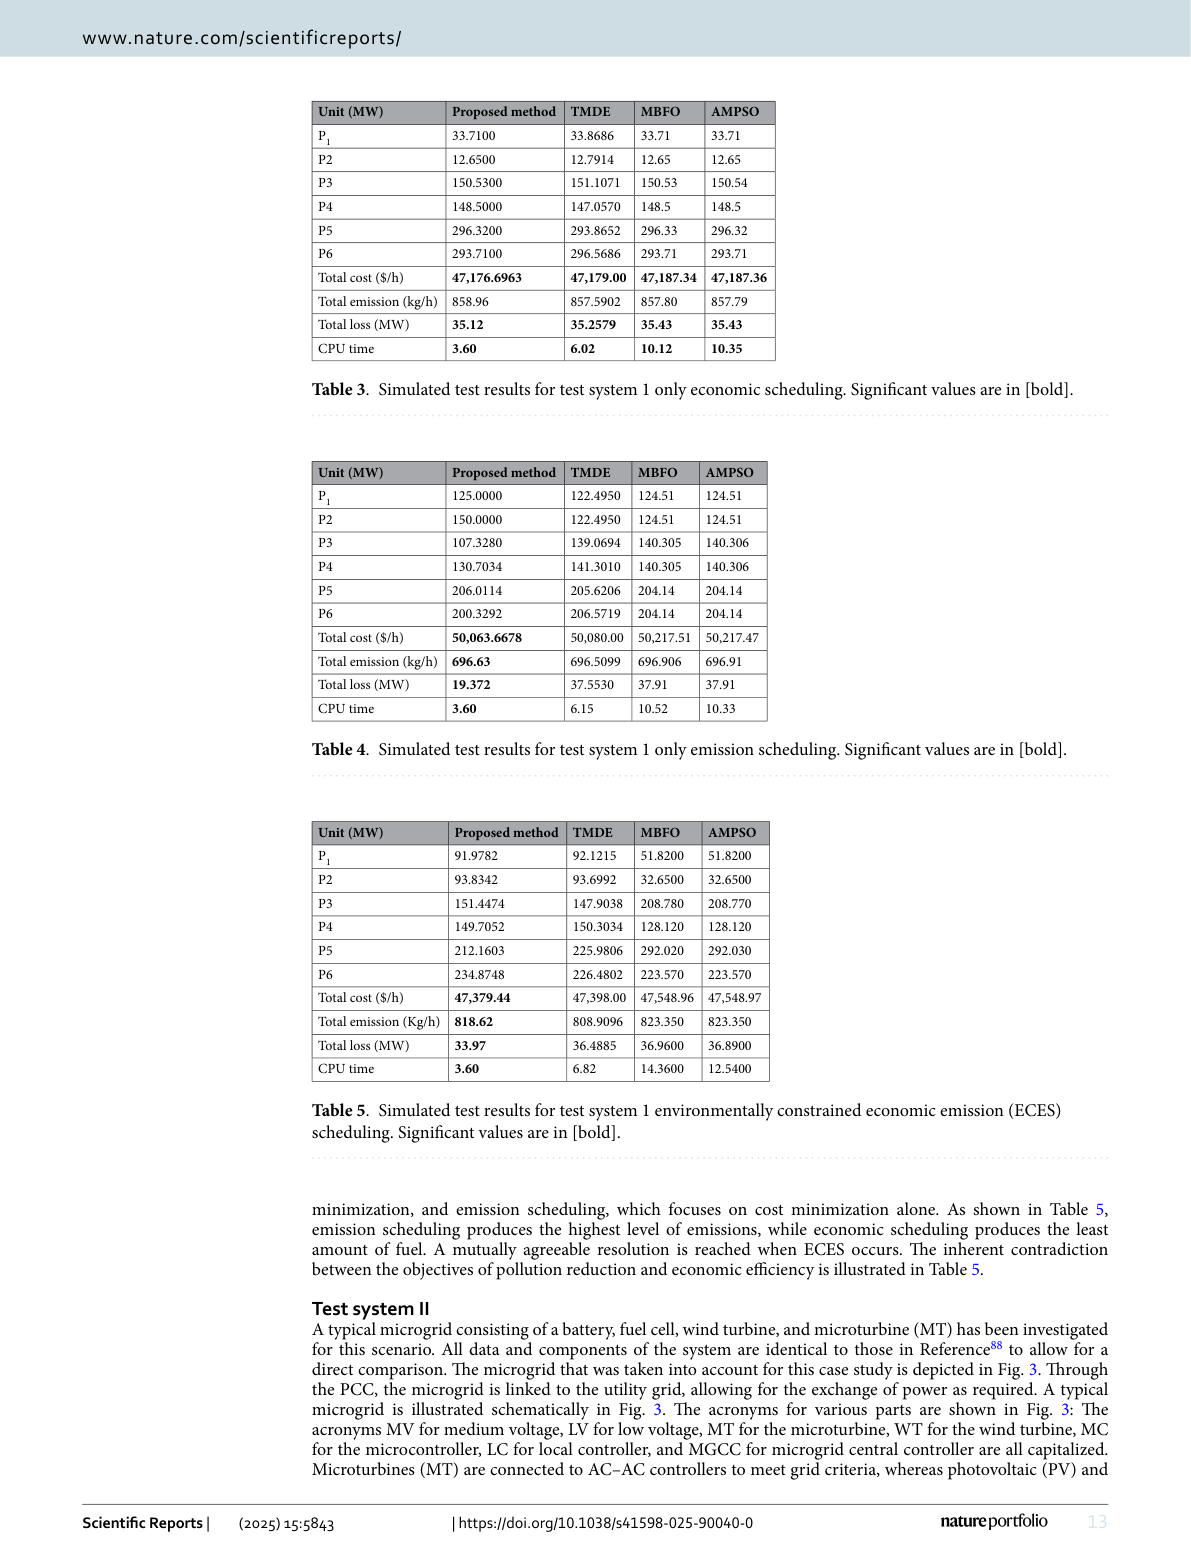 www.nature.com/scientificreports/
Unit (MW) Proposed method TMDE MBFO AMPSO
P1 33.7100 33.8686 33.71 33.71
P2 12.6500 12.7914 12.65 12.65
P3 150.5300 151.1071 150.53 150.54
P4 148.5000 147.0570 148.5 148.5
P5 296.3200 293.8652 296.33 296.32
P6 293.7100 296.5686 293.71 293.71
Total cost ($/h) 47,176.6963 47,179.00 47,187.34 47,187.36
Total emission (kg/h) 858.96 857.5902 857.80 857.79
Total loss (MW) 35.12 35.2579 35.43 35.43
CPU time 3.60 6.02 10.12 10.35
Table 3. Simulated test results for test system 1 only economic scheduling. Significant values are in [bold].
Unit (MW) Proposed method TMDE MBFO AMPSO
P1 125.0000 122.4950 124.51 124.51
P2 150.0000 122.4950 124.51 124.51
P3 107.3280 139.0694 140.305 140.306
P4 130.7034 141.3010 140.305 140.306
P5 206.0114 205.6206 204.14 204.14
P6 200.3292 206.5719 204.14 204.14
Total cost ($/h) 50,063.6678 50,080.00 50,217.51 50,217.47
Total emission (kg/h) 696.63 696.5099 696.906 696.91
Total loss (MW) 19.372 37.5530 37.91 37.91
CPU time 3.60 6.15 10.52 10.33
Table 4. Simulated test results for test system 1 only emission scheduling. Significant values are in [bold].
Unit (MW) Proposed method TMDE MBFO AMPSO
P1 91.9782 92.1215 51.8200 51.8200
P2 93.8342 93.6992 32.6500 32.6500
P3 151.4474 147.9038 208.780 208.770
P4 149.7052 150.3034 128.120 128.120
P5 212.1603 225.9806 292.020 292.030
P6 234.8748 226.4802 223.570 223.570
Total cost ($/h) 47,379.44 47,398.00 47,548.96 47,548.97
Total emission (Kg/h) 818.62 808.9096 823.350 823.350
Total loss (MW) 33.97 36.4885 36.9600 36.8900
CPU time 3.60 6.82 14.3600 12.5400
Table 5. Simulated test results for test system 1 environmentally constrained economic emission (ECES)
scheduling. Significant values are in [bold].
minimization, and emission scheduling, which focuses on cost minimization alone. As shown in Table 5,
emission scheduling produces the highest level of emissions, while economic scheduling produces the least
amount of fuel. A mutually agreeable resolution is reached when ECES occurs. The inherent contradiction
between the objectives of pollution reduction and economic efficiency is illustrated in Table 5.
Test system II
A typical microgrid consisting of a battery, fuel cell, wind turbine, and microturbine (MT) has been investigated
for this scenario. All data and components of the system are identical to those in Reference88 to allow for a
direct comparison. The microgrid that was taken into account for this case study is depicted in Fig. 3. Through
the PCC, the microgrid is linked to the utility grid, allowing for the exchange of power as required. A typical
microgrid is illustrated schematically in Fig. 3. The acronyms for various parts are shown in Fig. 3: The
acronyms MV for medium voltage, LV for low voltage, MT for the microturbine, WT for the wind turbine, MC
for the microcontroller, LC for local controller, and MGCC for microgrid central controller are all capitalized.
Microturbines (MT) are connected to AC–AC controllers to meet grid criteria, whereas photovoltaic (PV) and
Scientific Reports | (2025) 15:5843 | https://doi.org/10.1038/s41598-025-90040-0 nature portfolio 13